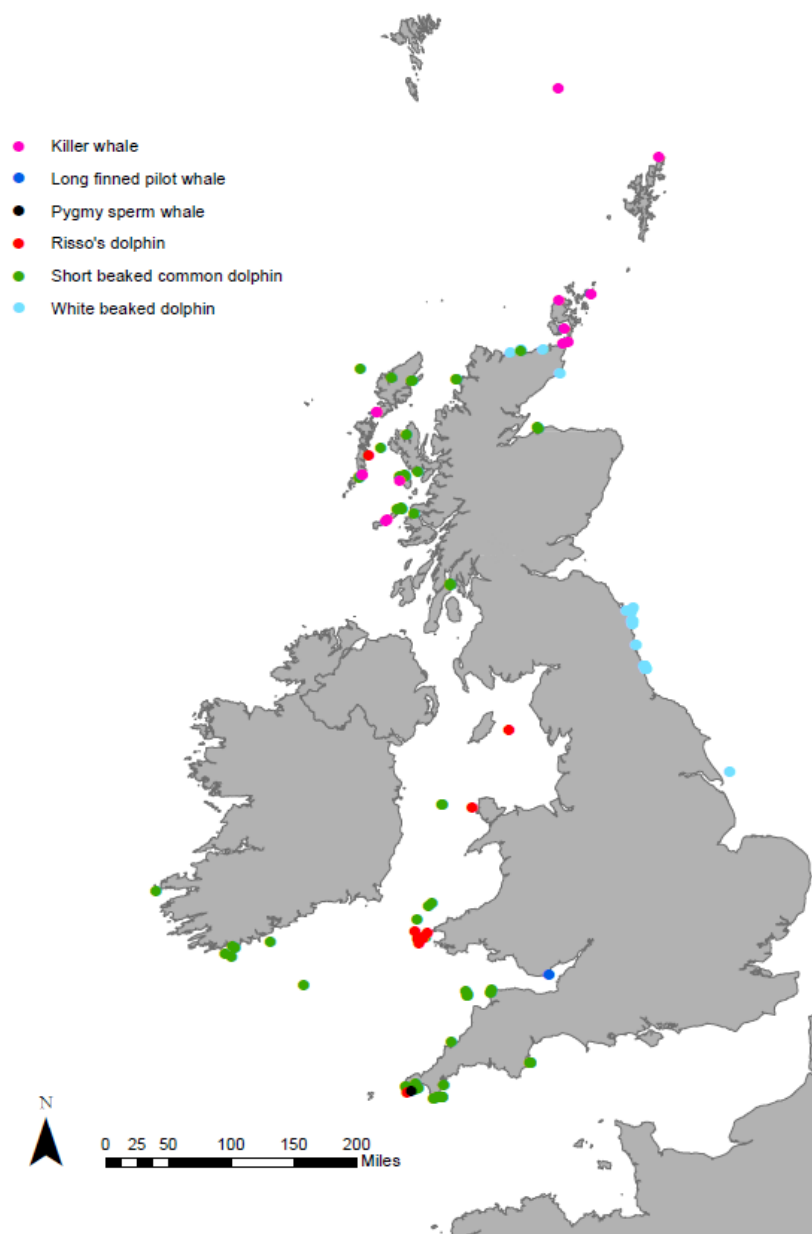 Killer whale
Long finned pilot whale
Pygmy sperm whale
Risso's dolphin
Short beaked common dolphin
White beaked dolphin
N
0 25 50 100 150 200
Miles